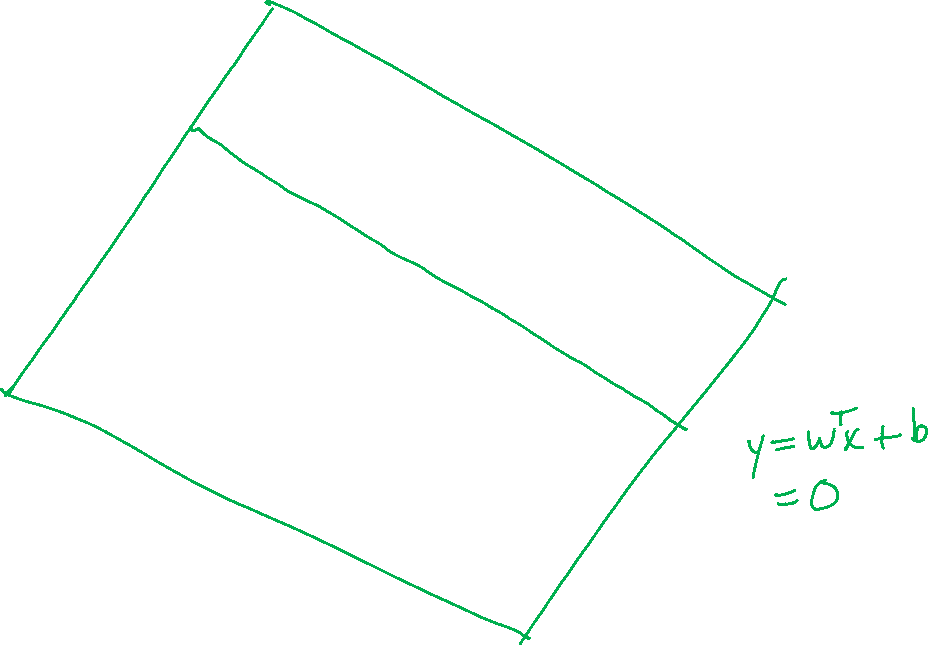 y = wᵀx + b
= 0